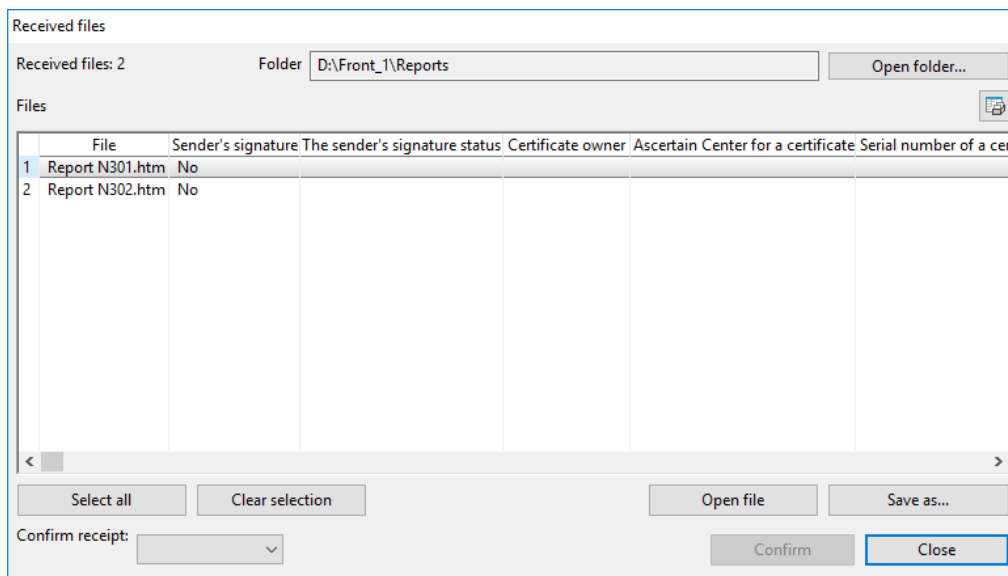 Received files
Received files: 2 Folder D:\Front_1\Reports Open folder...
Files
File Sender's signature The sender's signature status Certificate owner Ascertain Center for a certificate Serial number of a cer
1 Report N301.htm No
2 Report N302.htm No
Select all Clear selection Open file Save as...
Confirm receipt: Confirm Close